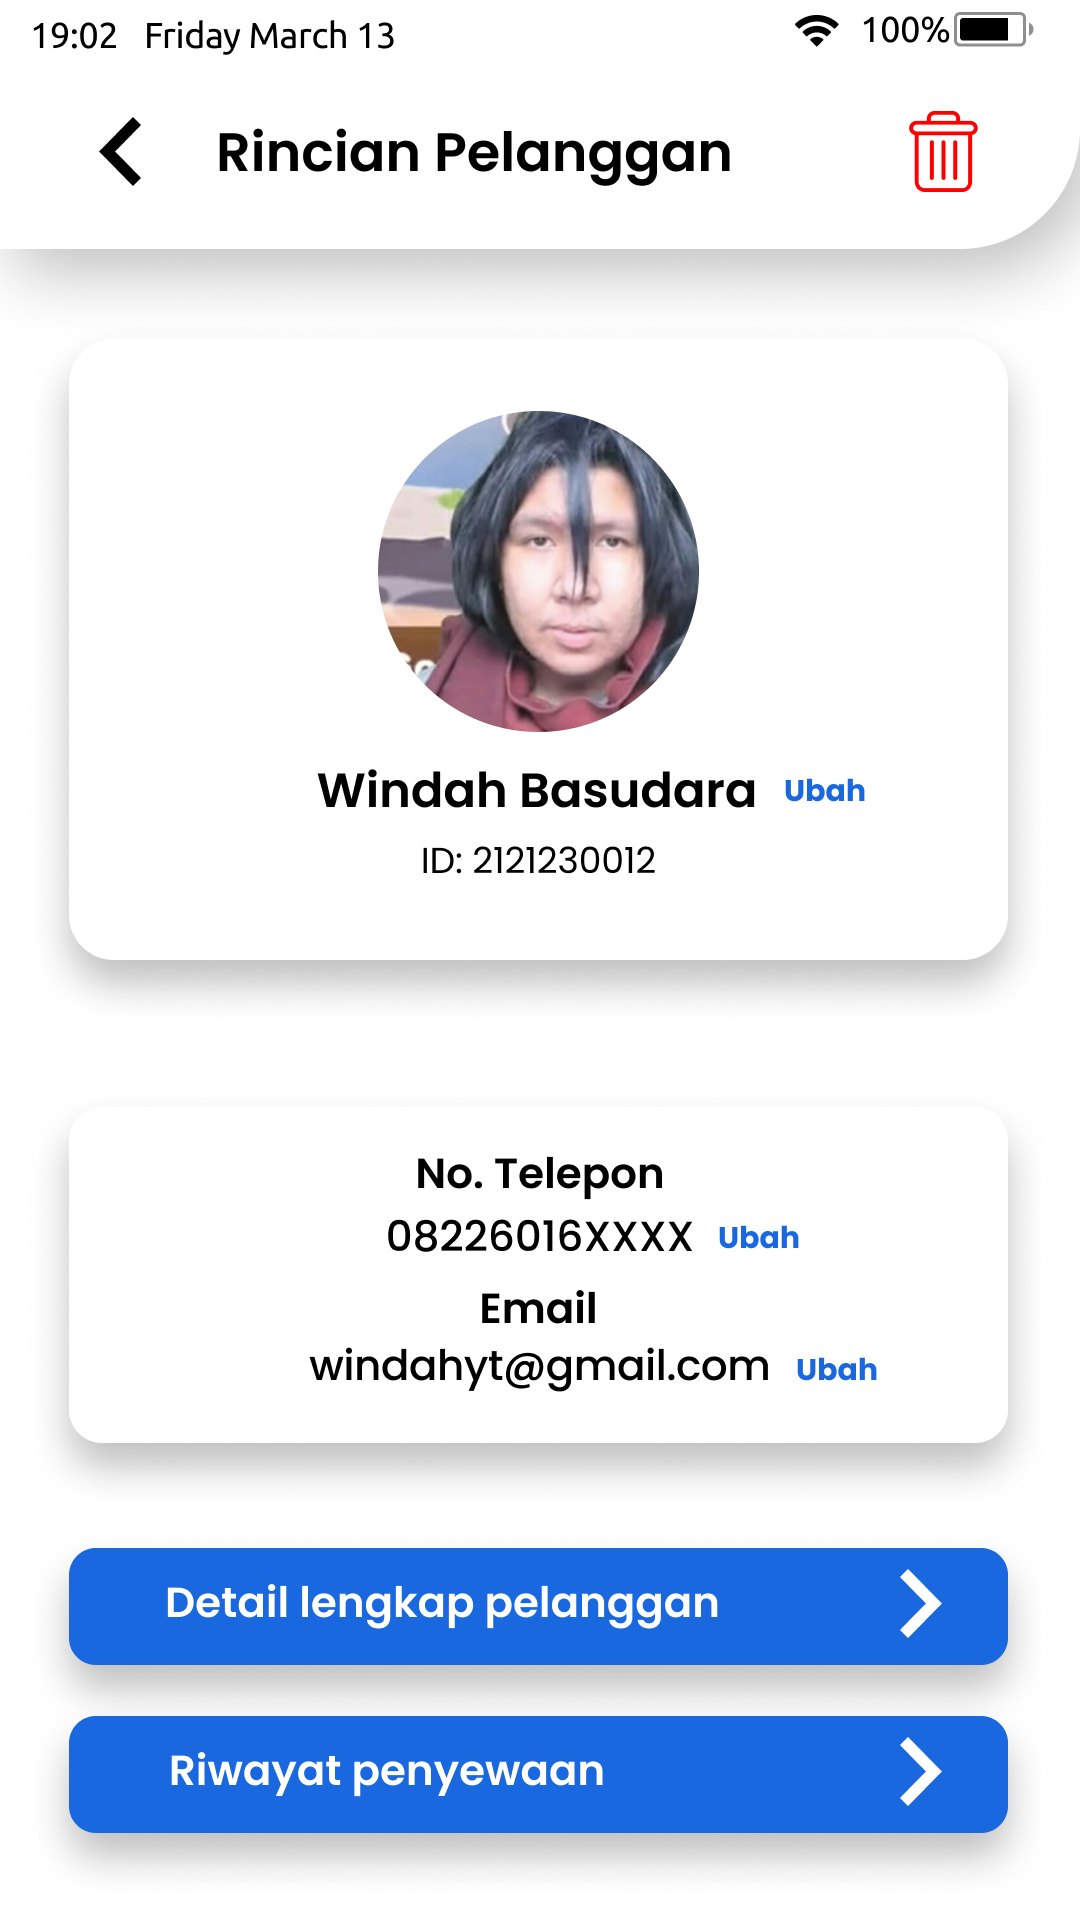 19:02 Friday March 13 100%
Rincian Pelanggan
Windah Basudara Ubah
ID: 2121230012
No. Telepon
08226016XXXX Ubah
Email
windahyt@gmail.com Ubah
Detail lengkap pelanggan
Riwayat penyewaan